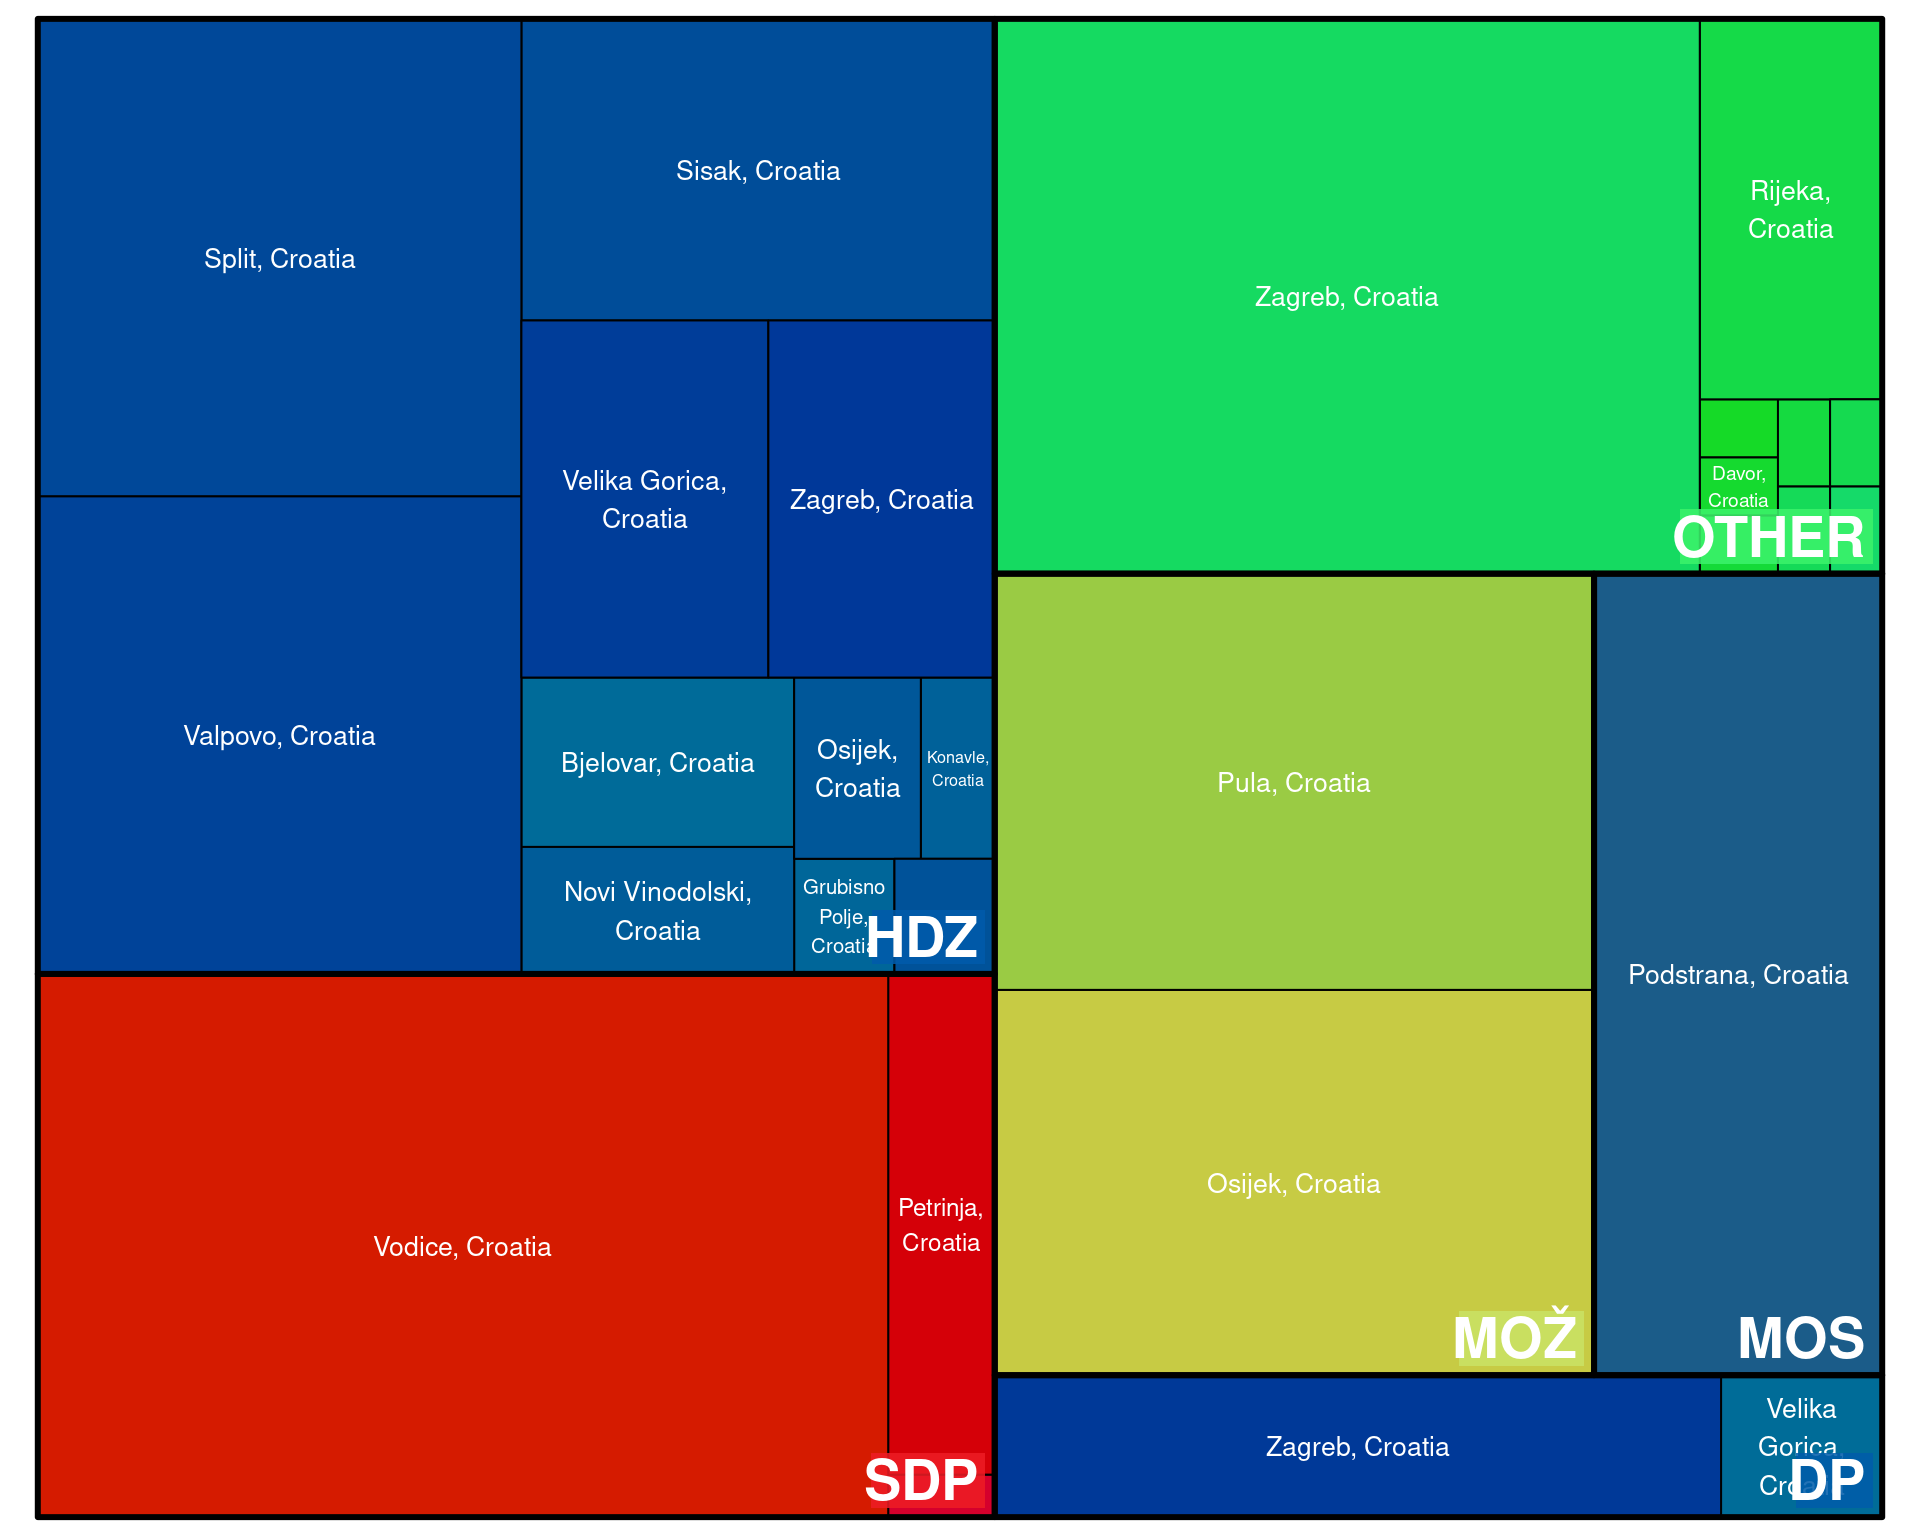 Split, Croatia
Sisak, Croatia
Velika Gorica,
Croatia
Zagreb, Croatia
Valpovo, Croatia
Bjelovar, Croatia
Osijek,
Croatia
Konavle,
Croatia
Novi Vinodolski,
Croatia
Grubisno
Polje,
Croatia
HDZ
Vodice, Croatia
Petrinja,
Croatia
SDP
Zagreb, Croatia
Rijeka,
Croatia
Davor,
Croatia
OTHER
Pula, Croatia
Osijek, Croatia
MOŽ
Podstrana, Croatia
MOS
Zagreb, Croatia
Velika
Gorica,
Croatia
DP